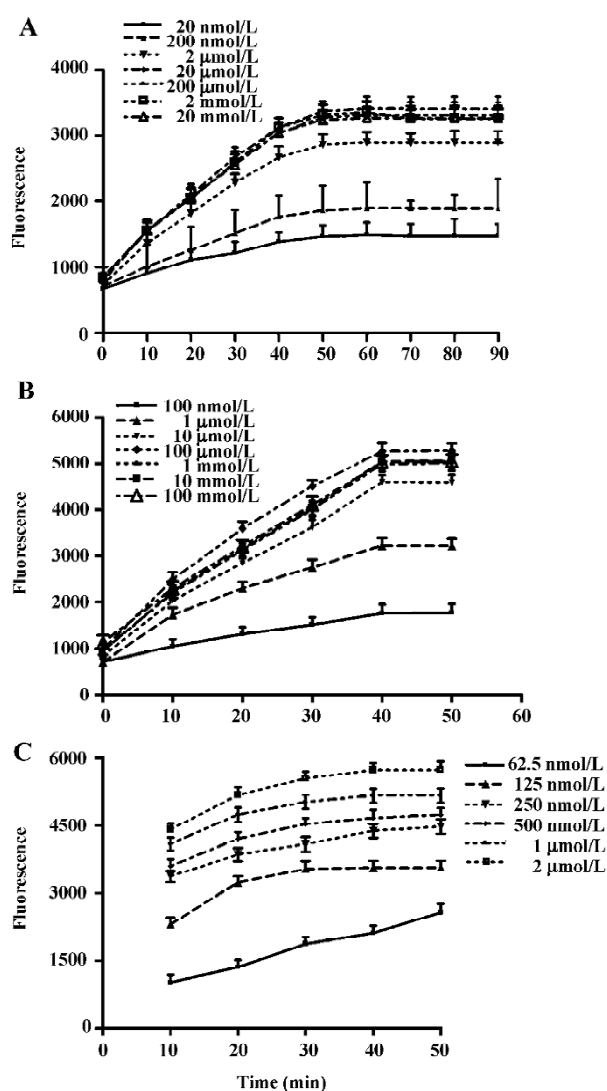 A
20 nmol/L
200 nmol/L
2 µmol/L
20 µmol/L
200 µmol/L
2 mmol/L
20 mmol/L
4000
3000
2000
1000
0
Fluorescence
0 10 20 30 40 50 60 70 80 90
B
100 nmol/L
1 µmol/L
10 µmol/L
100 µmol/L
1 mmol/L
10 mmol/L
100 mmol/L
6000
5000
4000
3000
2000
1000
0
Fluorescence
0 10 20 30 40 50 60
C
62.5 nmol/L
125 nmol/L
250 nmol/L
500 nmol/L
1 µmol/L
2 µmol/L
6000
4500
3000
1500
0
Fluorescence
0 10 20 30 40 50
Time (min)